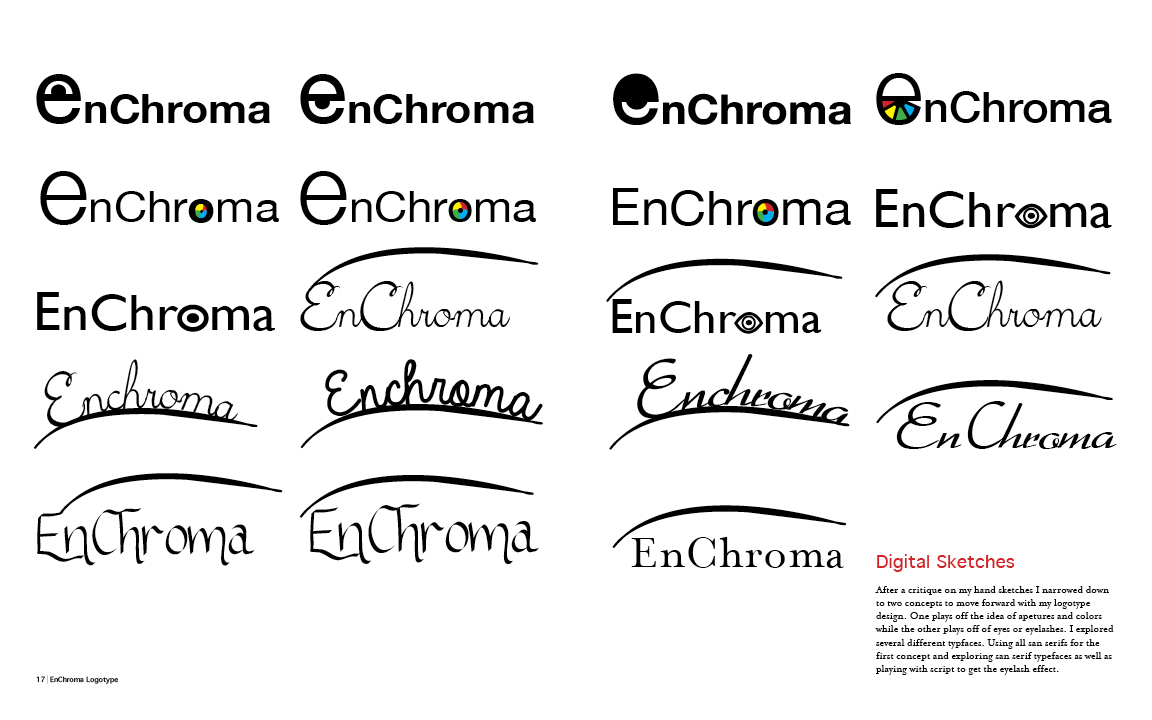 enChroma
enChroma
enChroma
enChroma
enChroma
enChroma
EnChroma
EnChroma
EnChroma
EnChroma
EnChroma
EnChroma
Enchroma
Enchroma
Enchroma
EnChroma
EnChroma
EnChroma
EnChroma
Digital Sketches
After a critique on my hand sketches I narrowed down
to two concepts to move forward with my logotype
design. One plays off the idea of apetures and colors
while the other plays off of eyes or eyelashes. I explored
several different typfaces. Using all san serifs for the
first concept and exploring san serif typefaces as well as
playing with script to get the eyelash effect.
17 | EnChroma Logotype